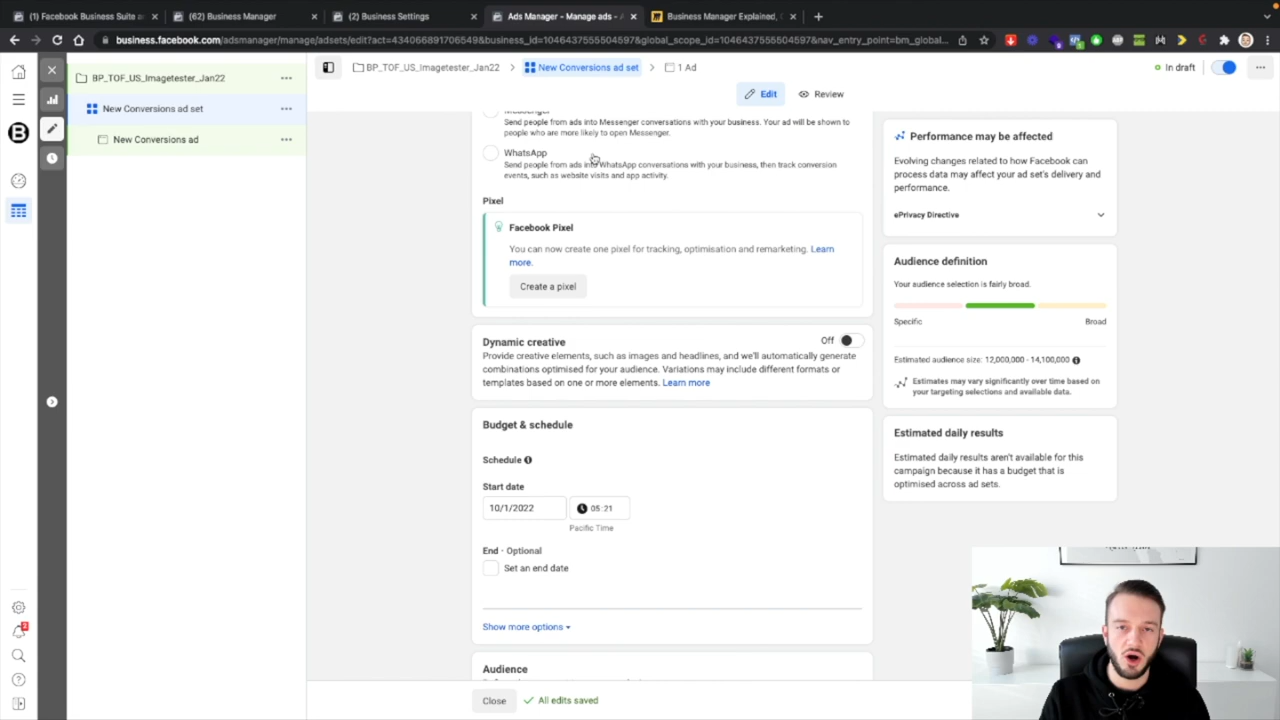 (1) Facebook Business Suite a
(62) Business Manager
(2) Business Settings
Ads Manager - Manage ads - A
Business Manager Explained, C
business.facebook.com/adsmanager/manage/adsets/edit?act=434066891706549&business_id=10464375555504597&global_scope_id=10464375555504597&nav_entry_point=bm_global...
BP_TOF_US_Imagetester_Jan22
New Conversions ad set
New Conversions ad
BP_TOF_US_Imagetester_Jan22
New Conversions ad set
1 Ad
In draft
Edit
Review
Messenger
Send people from ads into Messenger conversations with your business. Your ad will be shown to
people who are more likely to open Messenger.
WhatsApp
Send people from ads into WhatsApp conversations with your business, then track conversion
events, such as website visits and app activity.
Pixel
Facebook Pixel
You can now create one pixel for tracking, optimisation and remarketing. Learn
more.
Create a pixel
Dynamic creative
Off
Provide creative elements, such as images and headlines, and we'll automatically generate
combinations optimised for your audience. Variations may include different formats or
templates based on one or more elements. Learn more
Budget & schedule
Schedule
Start date
10/1/2022
05:21
Pacific Time
End · Optional
Set an end date
Show more options
Audience
Close
All edits saved
Performance may be affected
Evolving changes related to how Facebook can
process data may affect your ad set's delivery and
performance.
ePrivacy Directive
Audience definition
Your audience selection is fairly broad.
Specific
Broad
Estimated audience size: 12,000,000 - 14,100,000
Estimates may vary significantly over time based on
your targeting selections and available data.
Estimated daily results
Estimated daily results aren't available for this
campaign because it has a budget that is
optimised across ad sets.